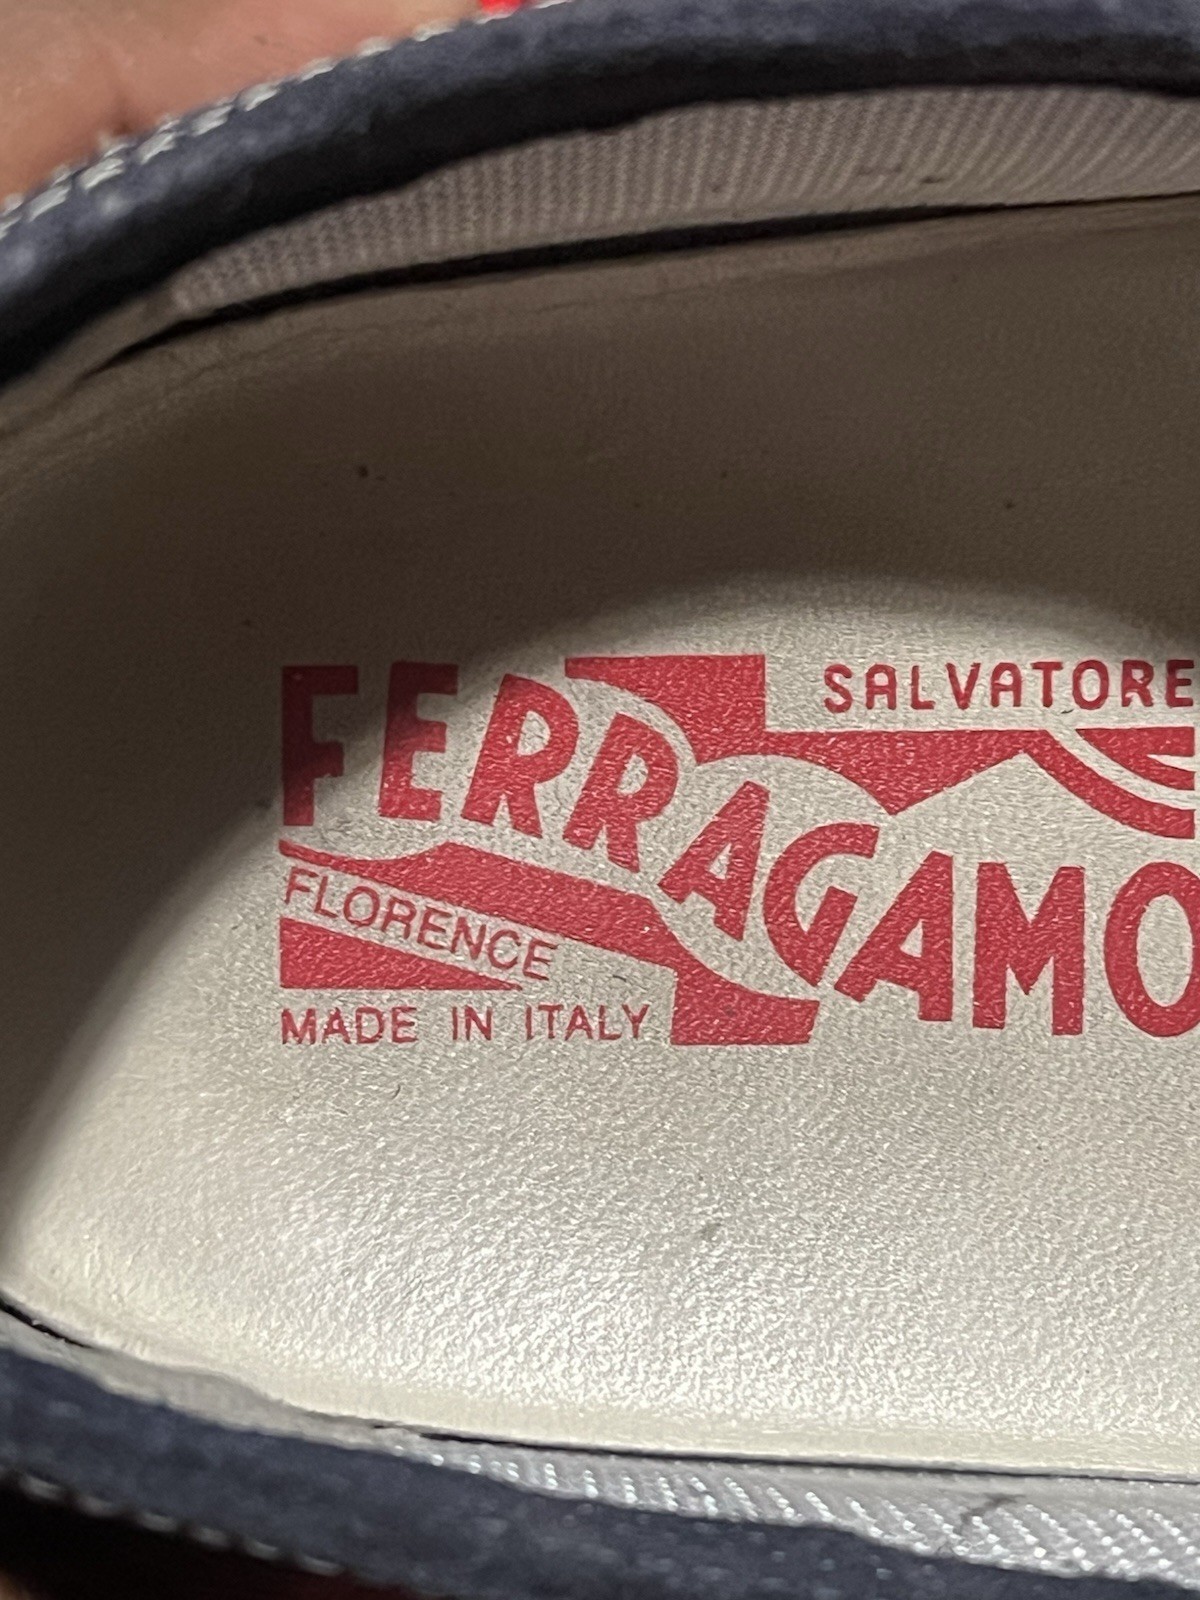 SALVATORE
FERRAGAMO
FLORENCE
MADE IN ITALY